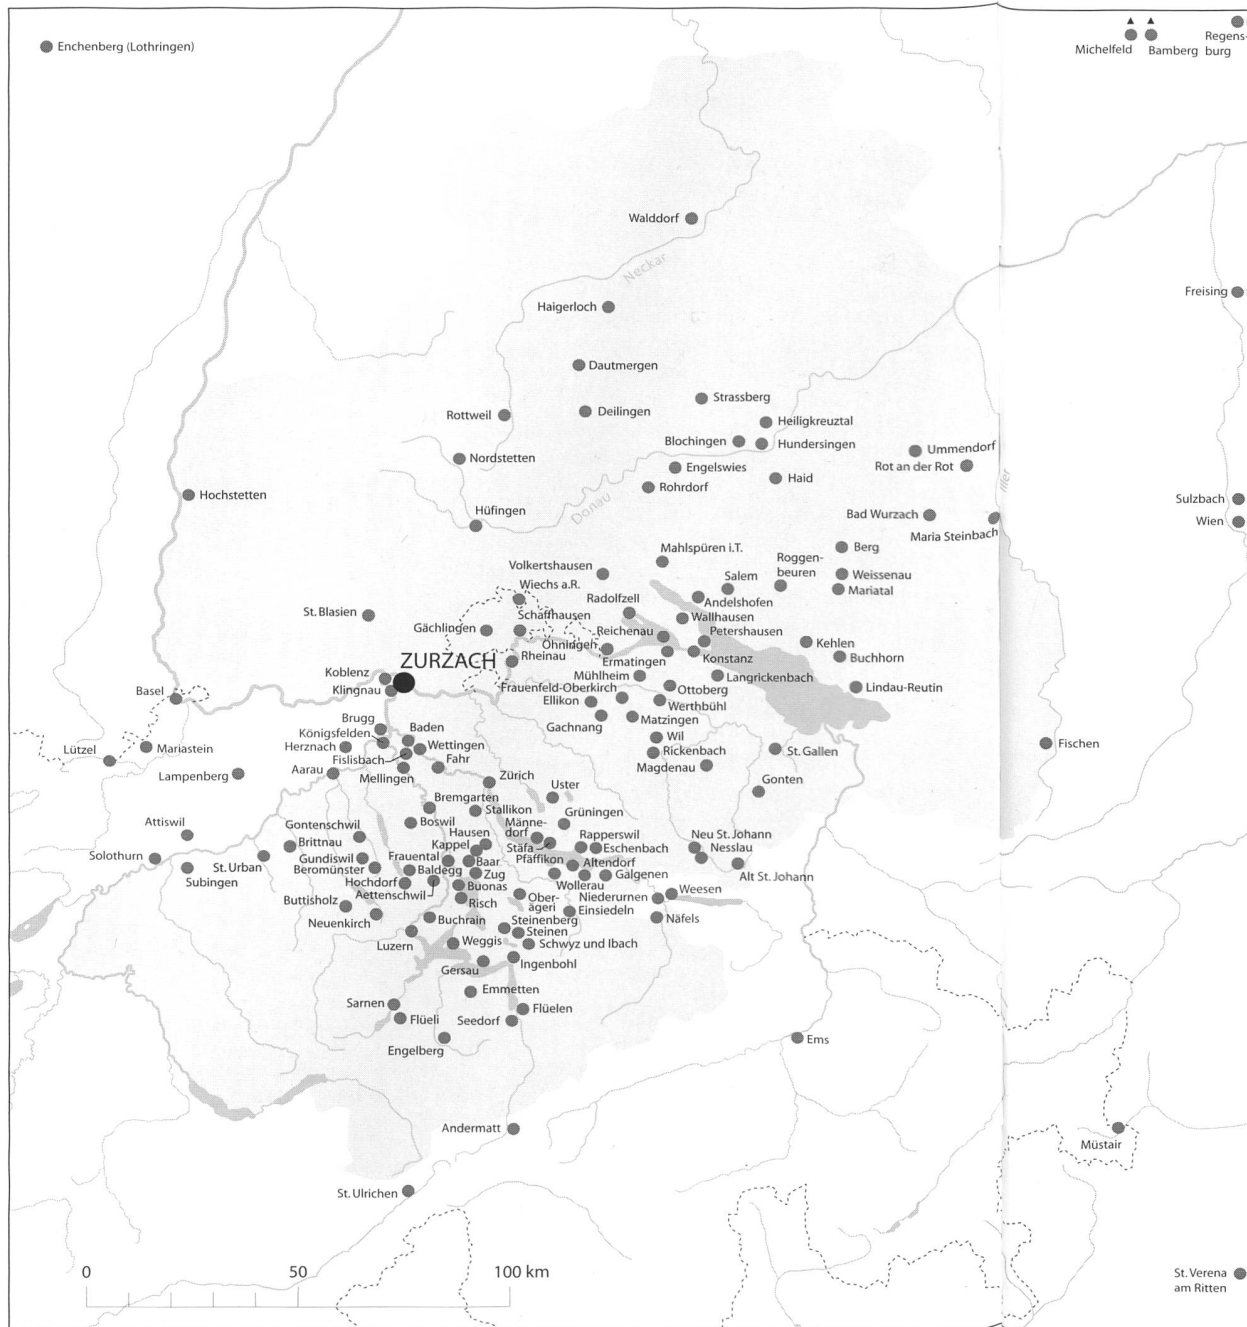 Enchenberg (Lothringen)
Michelfeld
Bamberg
Regens-
burg
Walddorf
Neckar
Freising
Haigerloch
Dautmergen
Strassberg
Deilingen
Rottweil
Heiligkreuztal
Blochingen
Hundersingen
Ummendorf
Nordstetten
Engelswies
Rot an der Rot
Haid
Rohrdorf
Iller
Hochstetten
Sulzbach
Donau
Hüfingen
Bad Wurzach
Wien
Maria Steinbach
Mahlspüren i.T.
Berg
Roggen-
beuren
Volkertshausen
Salem
Weissenau
Wiechs a.R.
Mariatal
Radolfzell
Andelshofen
St. Blasien
Schaffhausen
Wallhausen
Gächlingen
Reichenau
Petershausen
Öhningen
Kehlen
ZURZACH
Rheinau
Ermatingen
Konstanz
Buchhorn
Koblenz
Mühlheim
Langrickenbach
Klingnau
Basel
Frauenfeld-Oberkirch
Ottoberg
Lindau-Reutin
Ellikon
Werthbühl
Brugg
Baden
Gachnang
Matzingen
Königsfelden
Wil
Lützel
Mariastein
Herznach
Wettingen
Rickenbach
St. Gallen
Fischen
Fislisbach
Fahr
Lampenberg
Aarau
Mellingen
Magdenau
Zürich
Uster
Gonten
Bremgarten
Stallikon
Grüningen
Attiswil
Gontenschwil
Boswil
Männe-
dorf
Hausen
Rapperswil
Neu St. Johann
Brittnau
Kappel
Stäfa
Eschenbach
Nesslau
Solothurn
St. Urban
Gundiswil
Frauental
Baar
Pfäffikon
Altendorf
Subingen
Beromünster
Baldegg
Zug
Galgenen
Alt St. Johann
Hochdorf
Buonas
Wollerau
Aettenschwil
Weesen
Buttisholz
Risch
Ober-
ägeri
Niederurnen
Einsiedeln
Neuenkirch
Buchrain
Steinenberg
Näfels
Luzern
Steinen
Weggis
Schwyz und Ibach
Gersau
Ingenbohl
Emmetten
Sarnen
Flüelen
Flüeli
Seedorf
Engelberg
Ems
Andermatt
Müstair
St. Ulrichen
0
50
100 km
St. Verena
am Ritten